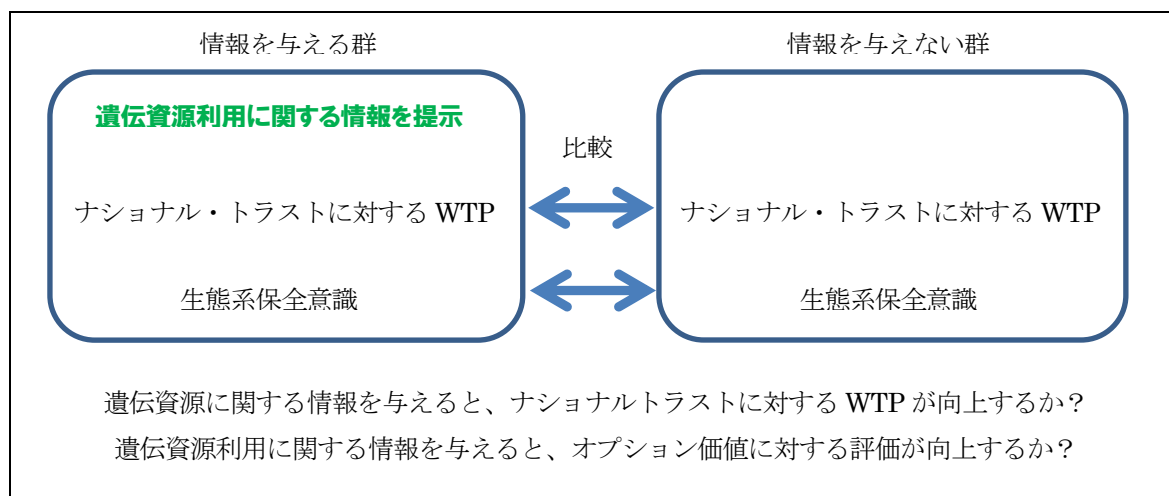 情報を与える群
情報を与えない群
遺伝資源利用に関する情報を提示
比較
ナショナル・トラストに対する WTP
ナショナル・トラストに対する WTP
生態系保全意識
生態系保全意識
遺伝資源に関する情報を与えると、ナショナルトラストに対する WTP が向上するか？
遺伝資源利用に関する情報を与えると、オプション価値に対する評価が向上するか？